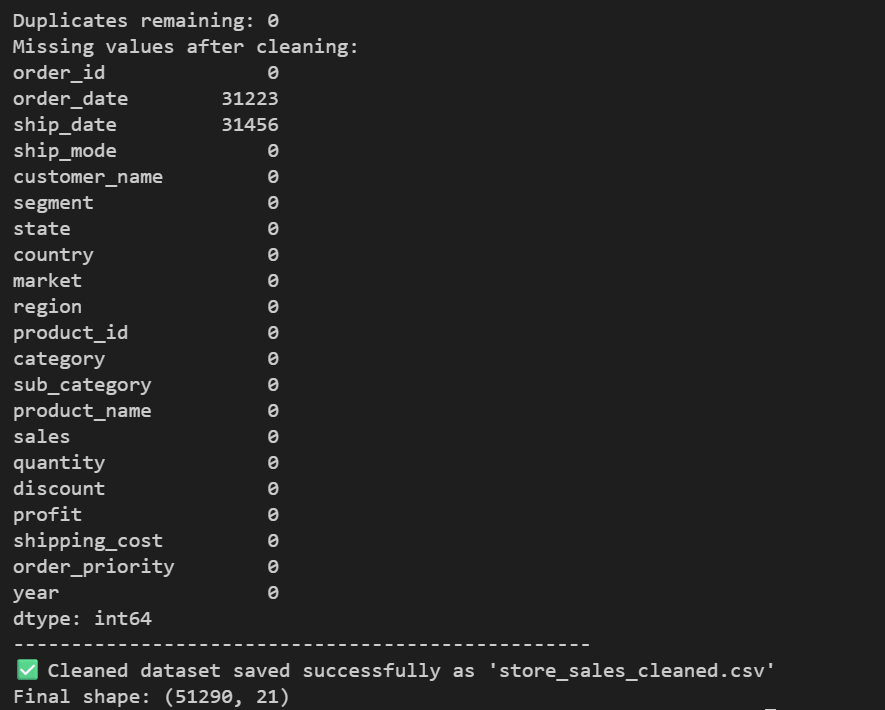 Duplicates remaining: 0
Missing values after cleaning:
order_id 0
order_date 31223
ship_date 31456
ship_mode 0
customer_name 0
segment 0
state 0
country 0
market 0
region 0
product_id 0
category 0
sub_category 0
product_name 0
sales 0
quantity 0
discount 0
profit 0
shipping_cost 0
order_priority 0
year 0
dtype: int64
--------------------------------------------------
✅ Cleaned dataset saved successfully as 'store_sales_cleaned.csv'
Final shape: (51290, 21)